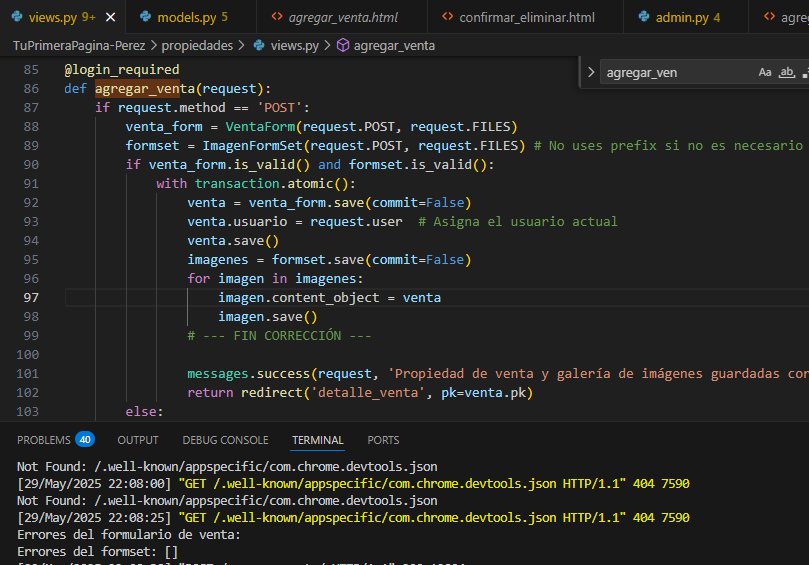 views.py 9+ × models.py 5 agregar_venta.html confirmar_eliminar.html admin.py 4 agre
TuPrimeraPagina-Perez > propiedades > views.py > agregar_venta
agregar_ven Aa ab
85 @login_required
86 def agregar_venta(request):
87 if request.method == 'POST':
88 venta_form = VentaForm(request.POST, request.FILES)
89 formset = ImagenFormSet(request.POST, request.FILES) # No uses prefix si no es necesario
90 if venta_form.is_valid() and formset.is_valid():
91 with transaction.atomic():
92 venta = venta_form.save(commit=False)
93 venta.usuario = request.user # Asigna el usuario actual
94 venta.save()
95 imagenes = formset.save(commit=False)
96 for imagen in imagenes:
97 imagen.content_object = venta
98 imagen.save()
99 # --- FIN CORRECCIÓN ---
100
101 messages.success(request, 'Propiedad de venta y galería de imágenes guardadas cor
102 return redirect('detalle_venta', pk=venta.pk)
103 else:
PROBLEMS 40 OUTPUT DEBUG CONSOLE TERMINAL PORTS
Not Found: /.well-known/appspecific/com.chrome.devtools.json
[29/May/2025 22:08:00] "GET /.well-known/appspecific/com.chrome.devtools.json HTTP/1.1" 404 7590
Not Found: /.well-known/appspecific/com.chrome.devtools.json
[29/May/2025 22:08:25] "GET /.well-known/appspecific/com.chrome.devtools.json HTTP/1.1" 404 7590
Errores del formulario de venta:
Errores del formset: []